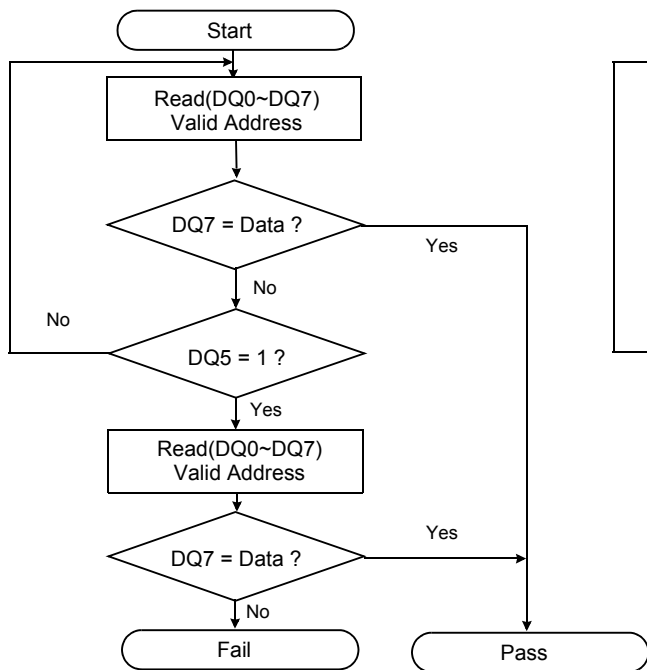 Start
Read(DQ0~DQ7)
Valid Address
DQ7 = Data ?
Yes
No
No
DQ5 = 1 ?
Yes
Read(DQ0~DQ7)
Valid Address
Yes
DQ7 = Data ?
No
Fail
Pass